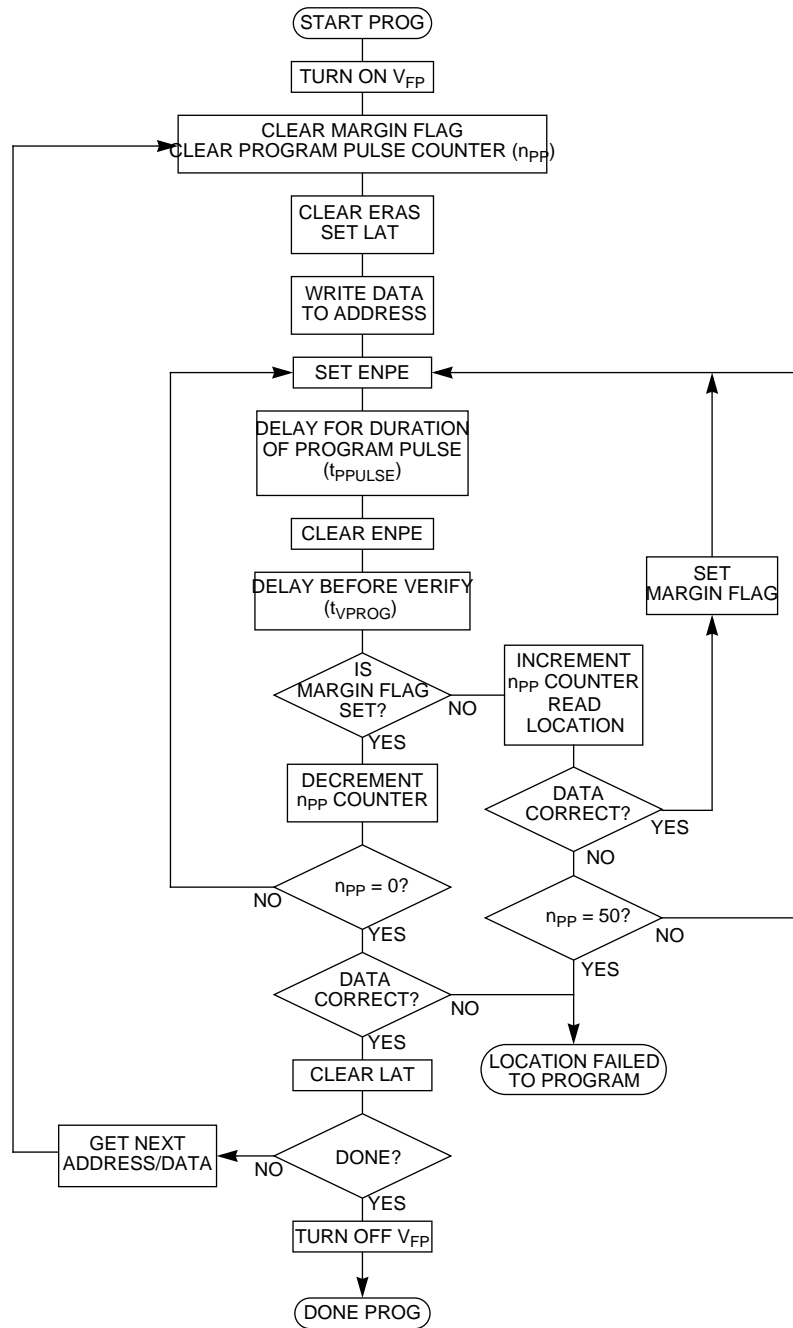 START PROG
TURN ON VFP
CLEAR MARGIN FLAG
CLEAR PROGRAM PULSE COUNTER (nPP)
CLEAR ERAS
SET LAT
WRITE DATA
TO ADDRESS
SET ENPE
DELAY FOR DURATION
OF PROGRAM PULSE
(tPPULSE)
CLEAR ENPE
DELAY BEFORE VERIFY
(tVPROG)
SET
MARGIN FLAG
IS
MARGIN FLAG
SET?
NO
YES
INCREMENT
nPP COUNTER
READ
LOCATION
DECREMENT
nPP COUNTER
DATA
CORRECT?
YES
NO
nPP = 0?
NO
YES
nPP = 50?
NO
YES
DATA
CORRECT?
NO
YES
LOCATION FAILED
TO PROGRAM
CLEAR LAT
GET NEXT
ADDRESS/DATA
NO
DONE?
YES
TURN OFF VFP
DONE PROG